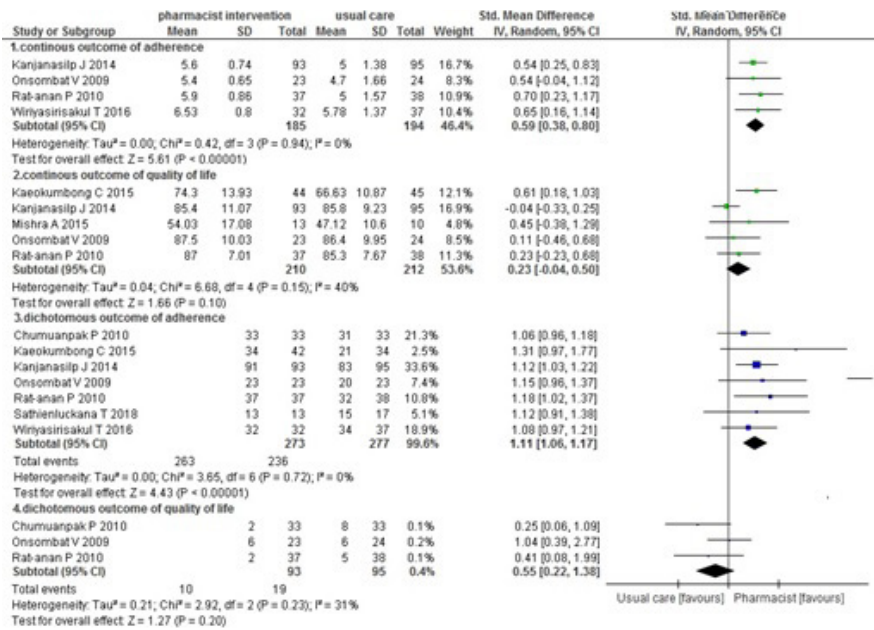 pharmacist intervention usual care Std. Mean Difference Std. Mean Difference
Study or Subgroup Mean SD Total Mean SD Total Weight IV, Random, 95% CI IV, Random, 95% CI
1.continous outcome of adherence
Kanjanasilp J 2014 5.6 0.74 93 5 1.38 95 16.7% 0.54 [0.25, 0.83]
Onsombat V 2009 5.4 0.65 23 4.7 1.66 24 8.4% 0.54 [-0.04, 1.12]
Rat-anan P 2010 5.9 0.86 37 5 1.57 38 10.9% 0.70 [0.23, 1.17]
Wiriyasirisakul T 2016 6.53 0.8 32 5.78 1.37 37 10.4% 0.65 [0.16, 1.14]
Subtotal (95% CI) 185 194 46.4% 0.59 [0.38, 0.80]
Heterogeneity: Tau² = 0.00; Chi² = 0.42, df = 3 (P = 0.94); I² = 0%
Test for overall effect: Z = 5.61 (P < 0.00001)
2.continous outcome of quality of life
Kaeokumbong C 2015 74.3 13.93 44 66.63 10.87 45 12.1% 0.61 [0.18, 1.03]
Kanjanasilp J 2014 85.4 11.07 93 85.8 9.23 95 16.9% -0.04 [-0.33, 0.25]
Mishra A 2015 54.03 17.08 13 47.12 10.6 10 4.8% 0.45 [-0.38, 1.29]
Onsombat V 2009 87.5 10.03 23 86.4 9.95 24 8.5% 0.11 [-0.46, 0.68]
Rat-anan P 2010 87 7.01 37 85.3 7.67 38 11.3% 0.23 [-0.23, 0.68]
Subtotal (95% CI) 210 212 53.6% 0.23 [-0.04, 0.50]
Heterogeneity: Tau² = 0.04; Chi² = 6.68, df = 4 (P = 0.15); I² = 40%
Test for overall effect: Z = 1.66 (P = 0.10)
3.dichotomous outcome of adherence
Chumuanpak P 2010 33 33 31 33 21.3% 1.06 [0.96, 1.18]
Kaeokumbong C 2015 34 42 21 34 2.5% 1.31 [0.97, 1.77]
Kanjanasilp J 2014 91 93 83 95 33.6% 1.12 [1.03, 1.22]
Onsombat V 2009 23 23 20 23 7.4% 1.15 [0.96, 1.37]
Rat-anan P 2010 37 37 32 38 10.8% 1.18 [1.02, 1.37]
Sathienluckana T 2018 13 13 15 17 5.1% 1.12 [0.91, 1.38]
Wiriyasirisakul T 2016 32 32 34 37 18.9% 1.08 [0.97, 1.21]
Subtotal (95% CI) 273 277 99.6% 1.11 [1.06, 1.17]
Total events 263 236
Heterogeneity: Tau² = 0.00; Chi² = 3.65, df = 6 (P = 0.72); I² = 0%
Test for overall effect: Z = 4.43 (P < 0.00001)
4.dichotomous outcome of quality of life
Chumuanpak P 2010 2 33 8 33 0.1% 0.25 [0.06, 1.09]
Onsombat V 2009 6 23 6 24 0.2% 1.04 [0.39, 2.77]
Rat-anan P 2010 2 37 5 38 0.1% 0.41 [0.08, 1.99]
Subtotal (95% CI) 93 95 0.4% 0.55 [0.22, 1.38]
Total events 10 19
Heterogeneity: Tau² = 0.21; Chi² = 2.92, df = 2 (P = 0.23); I² = 31%
Test for overall effect: Z = 1.27 (P = 0.20)
Usual care [favours] Pharmacist [favours]